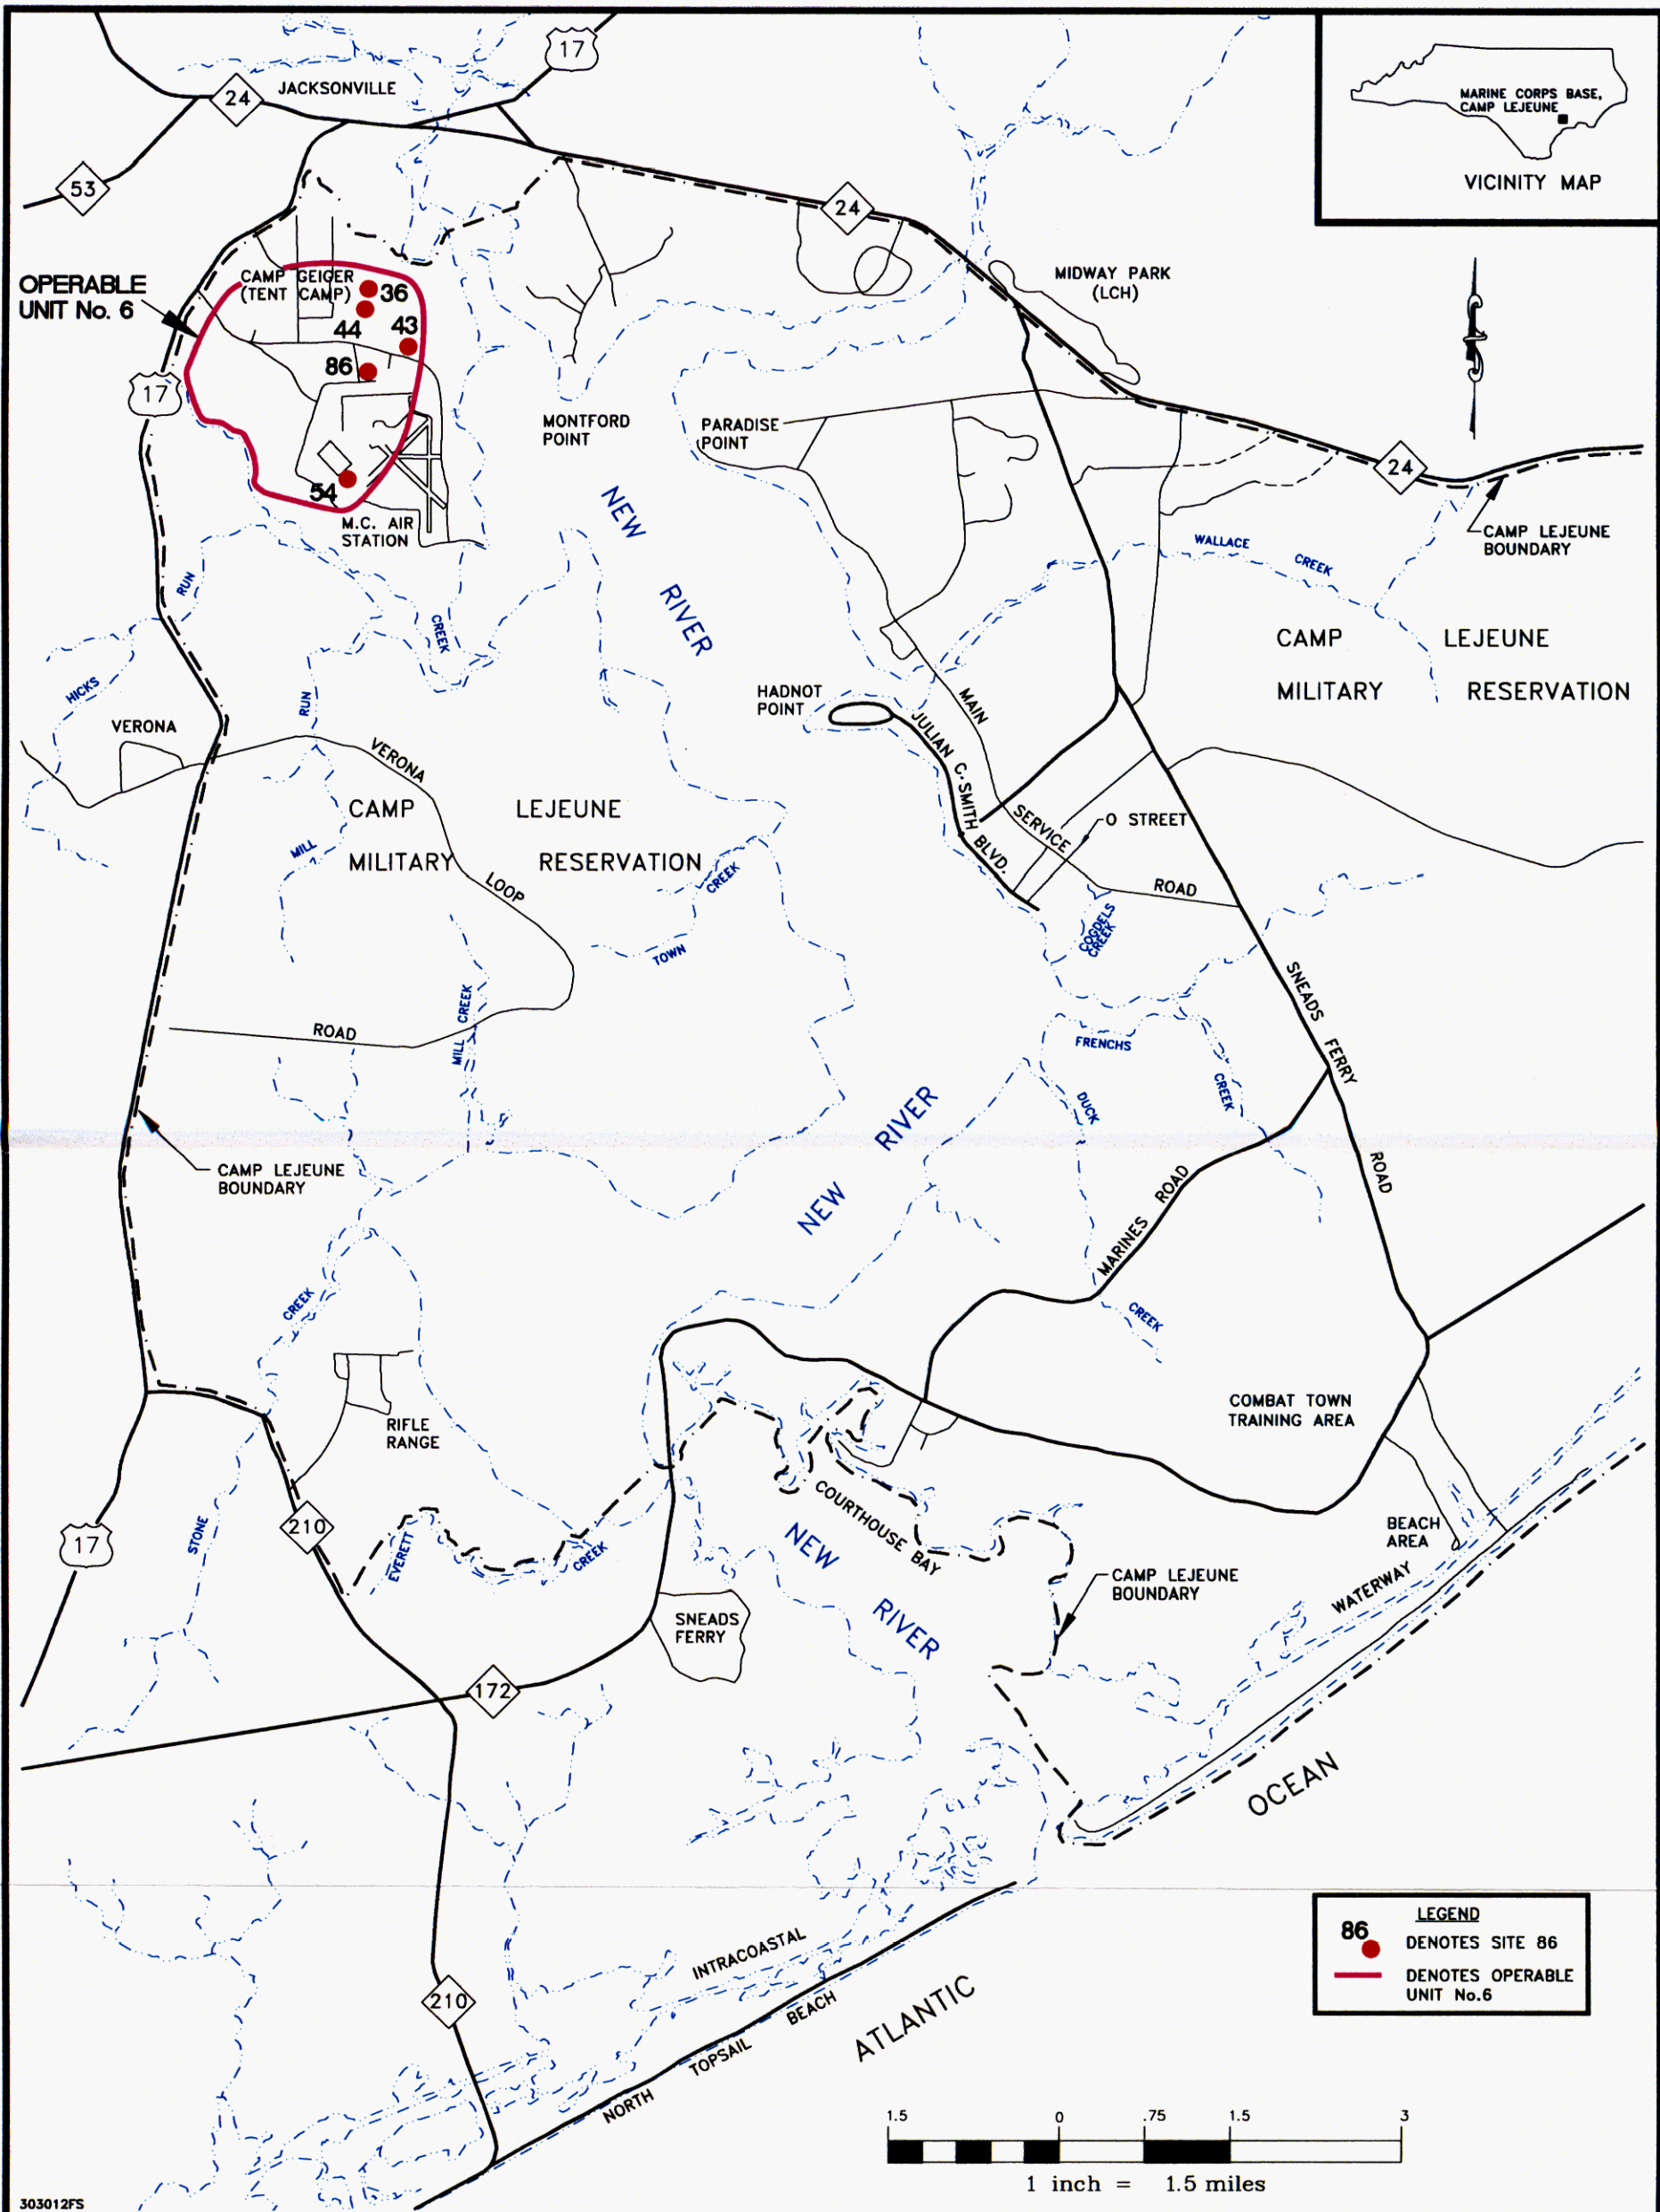 17
JACKSONVILLE
24
53
MARINE CORPS BASE,
CAMP LEJEUNE
VICINITY MAP
24
OPERABLE
UNIT No. 6
CAMP GEIGER
(TENT CAMP)
36
44
43
86
54
17
M.C. AIR
STATION
MIDWAY PARK
(LCH)
MONTFORD
POINT
PARADISE
POINT
24
CAMP LEJEUNE
BOUNDARY
NEW
RIVER
WALLACE
CREEK
CAMP LEJEUNE
MILITARY RESERVATION
RUN
HICKS
CREEK
RUN
MILL
HADNOT
POINT
MAIN
JULIAN C. SMITH BLVD.
SERVICE
ROAD
O STREET
VERONA
VERONA
LOOP
ROAD
CAMP LEJEUNE
MILITARY RESERVATION
TOWN
CREEK
MILL CREEK
COGDELS
CREEK
SNEADS FERRY
ROAD
FRENCHS
CREEK
DUCK
CREEK
NEW
RIVER
MARINES ROAD
CAMP LEJEUNE
BOUNDARY
CREEK
STONE
RIFLE
RANGE
COMBAT TOWN
TRAINING AREA
17
210
EVERETT
CREEK
COURTHOUSE BAY
NEW
RIVER
BEACH
AREA
CAMP LEJEUNE
BOUNDARY
WATERWAY
SNEADS
FERRY
172
OCEAN
INTRACOASTAL
210
NORTH
TOPSAIL
BEACH
ATLANTIC
LEGEND
86
DENOTES SITE 86
DENOTES OPERABLE
UNIT No.6
1.5 0 .75 1.5 3
1 inch = 1.5 miles
303012FS